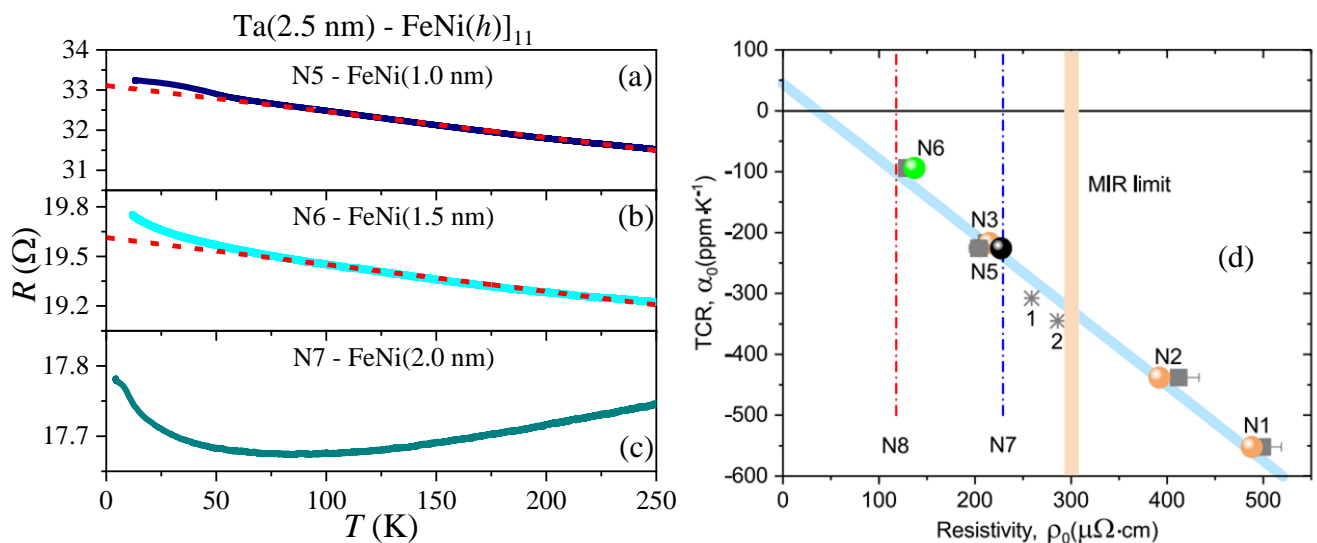 Ta(2.5 nm) - FeNi(h)]11
R (Ω)
34
33
32
31
N5 - FeNi(1.0 nm)
(a)
19.8
19.5
19.2
N6 - FeNi(1.5 nm)
(b)
17.8
17.7
N7 - FeNi(2.0 nm)
(c)
0 50 100 150 200 250
T (K)
TCR, α0(ppm·K-1)
100
0
-100
-200
-300
-400
-500
-600
N6
MIR limit
N3
N5
(d)
1
2
N2
N1
N8
N7
0 100 200 300 400 500
Resistivity, ρ0(μΩ·cm)